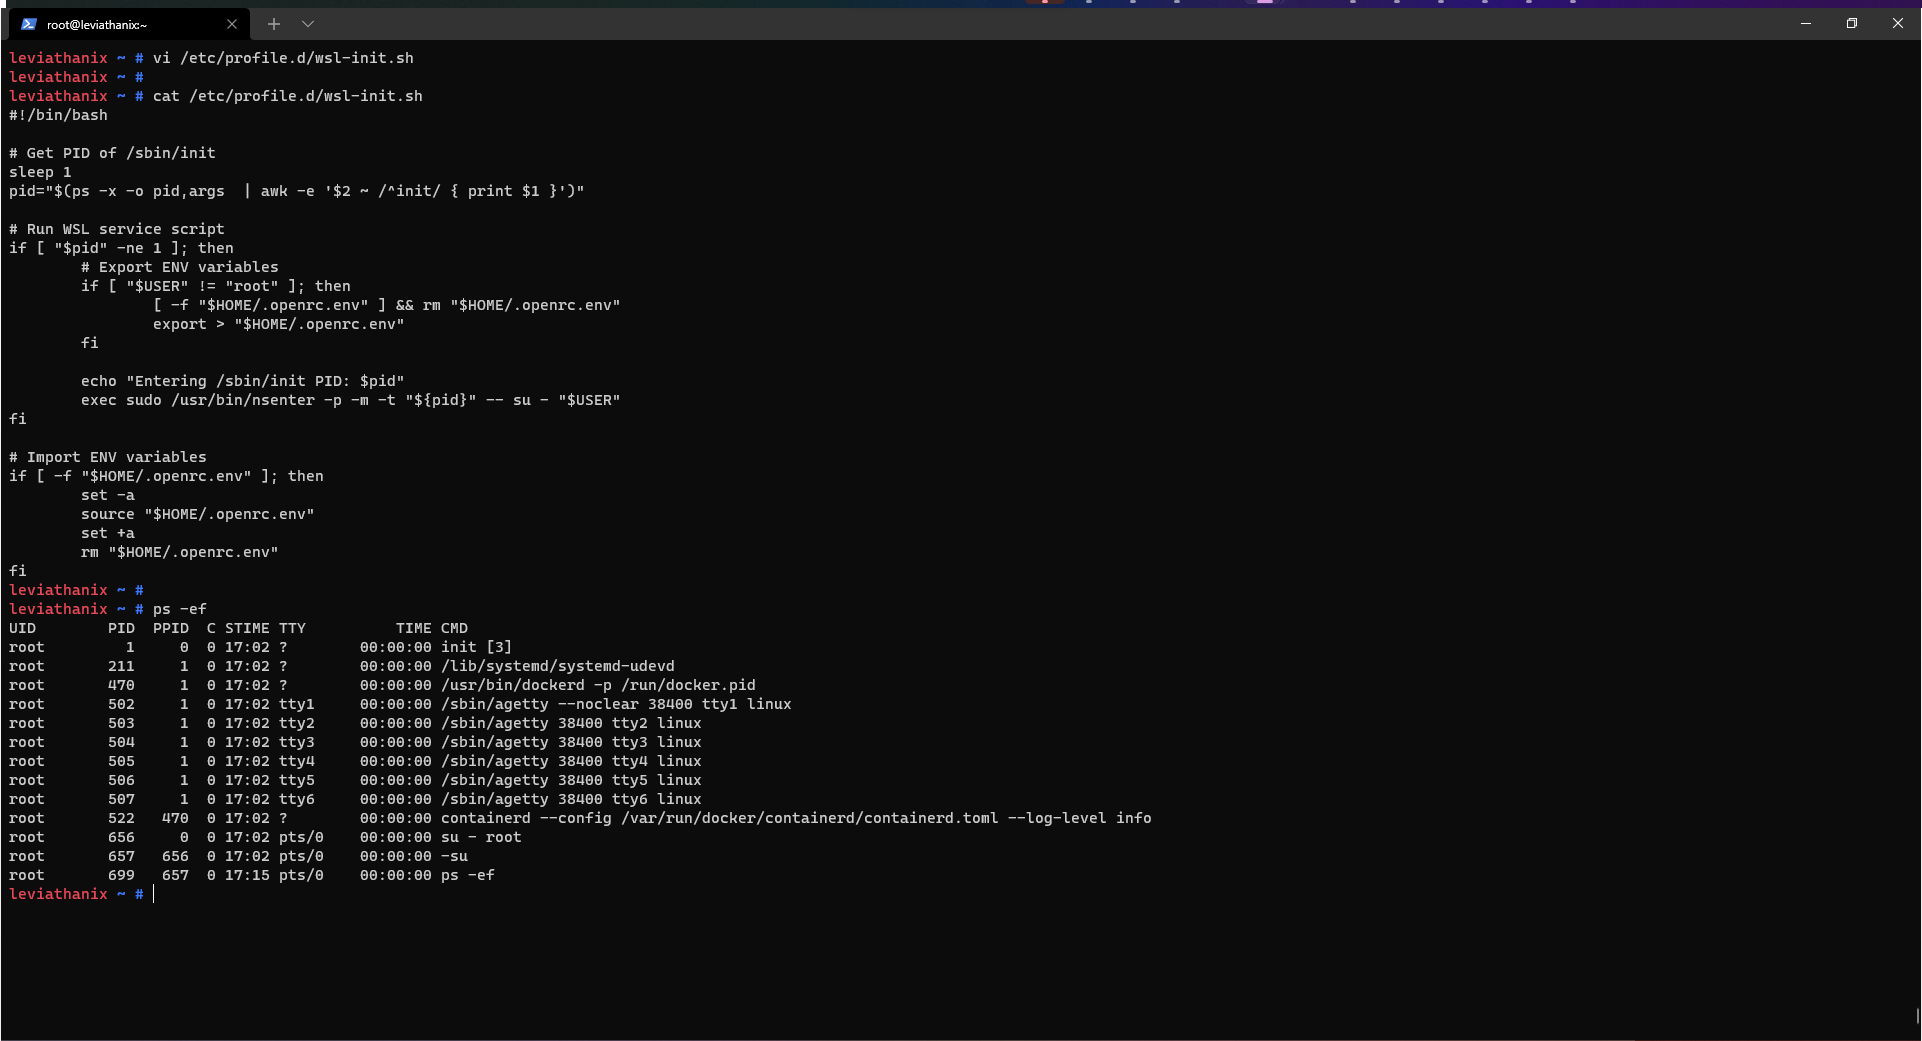 root@leviathanix:~
leviathanix ~ # vi /etc/profile.d/wsl-init.sh
leviathanix ~ #
leviathanix ~ # cat /etc/profile.d/wsl-init.sh
#!/bin/bash

# Get PID of /sbin/init
sleep 1
pid="$(ps -x -o pid,args  | awk -e '$2 ~ /^init/ { print $1 }')"

# Run WSL service script
if [ "$pid" -ne 1 ]; then
        # Export ENV variables
        if [ "$USER" != "root" ]; then
                [ -f "$HOME/.openrc.env" ] && rm "$HOME/.openrc.env"
                export > "$HOME/.openrc.env"
        fi

        echo "Entering /sbin/init PID: $pid"
        exec sudo /usr/bin/nsenter -p -m -t "${pid}" -- su - "$USER"
fi

# Import ENV variables
if [ -f "$HOME/.openrc.env" ]; then
        set -a
        source "$HOME/.openrc.env"
        set +a
        rm "$HOME/.openrc.env"
fi
leviathanix ~ #
leviathanix ~ # ps -ef
UID        PID  PPID  C STIME TTY          TIME CMD
root         1     0  0 17:02 ?        00:00:00 init [3]
root       211     1  0 17:02 ?        00:00:00 /lib/systemd/systemd-udevd
root       470     1  0 17:02 ?        00:00:00 /usr/bin/dockerd -p /run/docker.pid
root       502     1  0 17:02 tty1     00:00:00 /sbin/agetty --noclear 38400 tty1 linux
root       503     1  0 17:02 tty2     00:00:00 /sbin/agetty 38400 tty2 linux
root       504     1  0 17:02 tty3     00:00:00 /sbin/agetty 38400 tty3 linux
root       505     1  0 17:02 tty4     00:00:00 /sbin/agetty 38400 tty4 linux
root       506     1  0 17:02 tty5     00:00:00 /sbin/agetty 38400 tty5 linux
root       507     1  0 17:02 tty6     00:00:00 /sbin/agetty 38400 tty6 linux
root       522   470  0 17:02 ?        00:00:00 containerd --config /var/run/docker/containerd/containerd.toml --log-level info
root       656     0  0 17:02 pts/0    00:00:00 su - root
root       657   656  0 17:02 pts/0    00:00:00 -su
root       699   657  0 17:15 pts/0    00:00:00 ps -ef
leviathanix ~ #